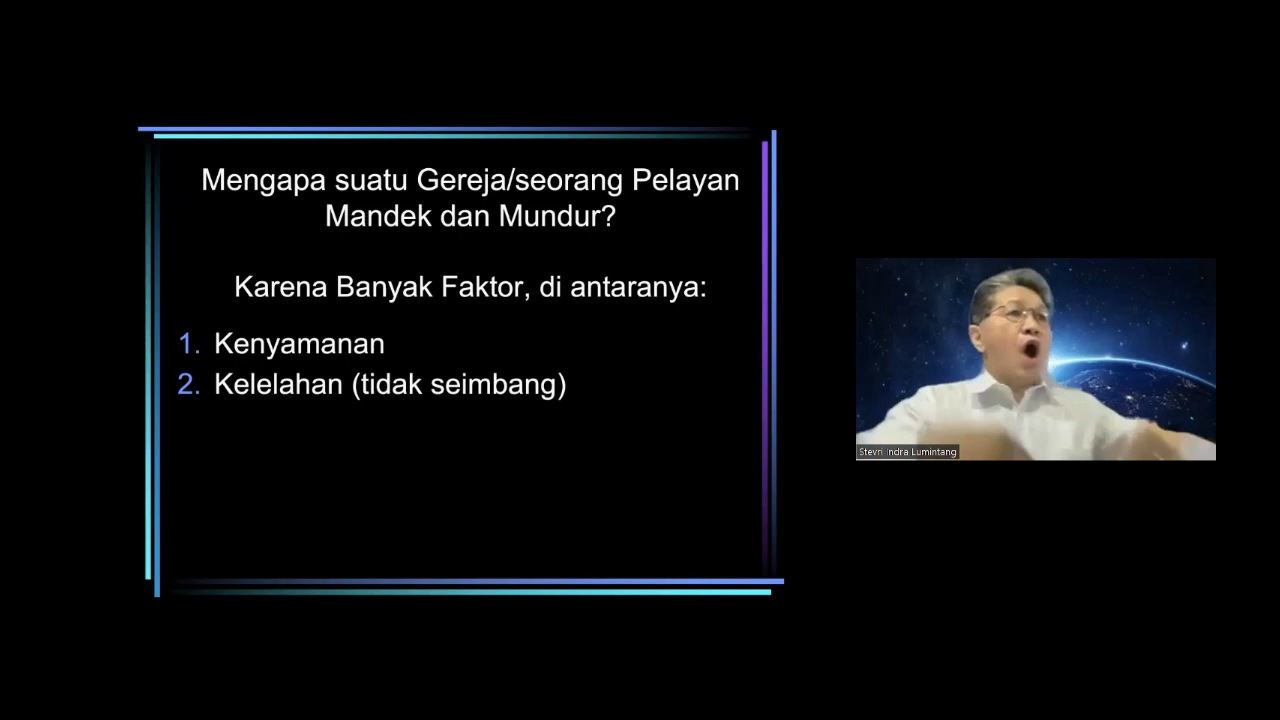 Mengapa suatu Gereja/seorang Pelayan
Mandek dan Mundur?
Karena Banyak Faktor, di antaranya:
1. Kenyamanan
2. Kelelahan (tidak seimbang)
Stevri Indra Lumintang